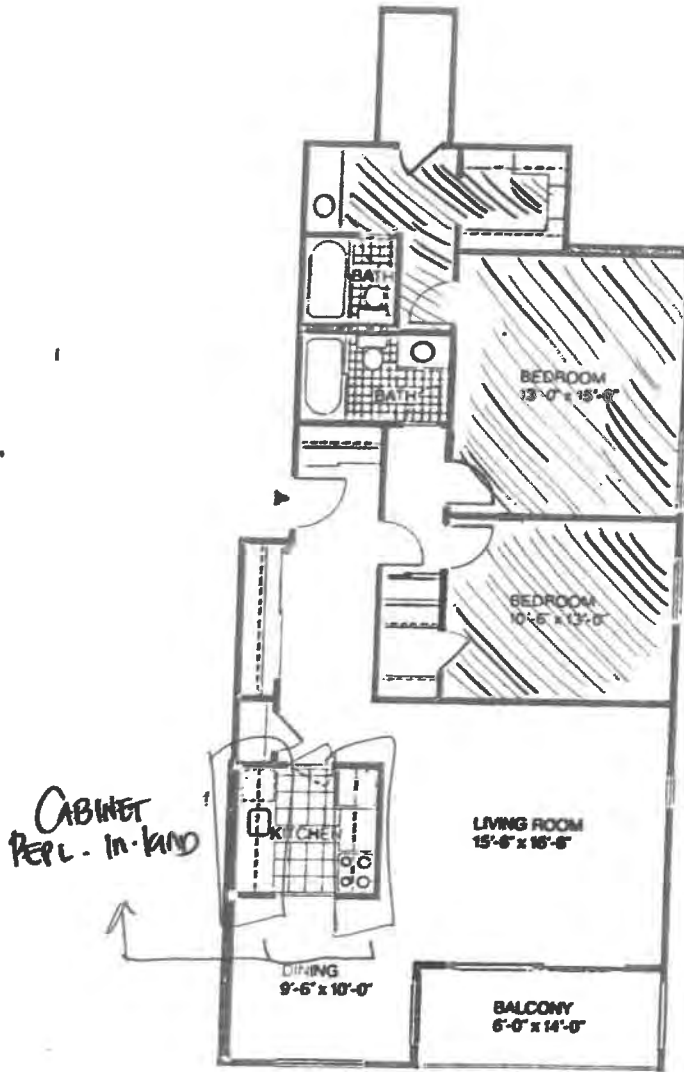 BATH
BATH
BEDROOM
13'-0" x 15'-6"
BEDROOM
10'-6" x 13'-0"
CABINET
REPL. In-kIND
KITCHEN
LIVING ROOM
15'-6" x 16'-6"
DINING
9'-6" x 10'-0"
BALCONY
6'-0" x 14'-0"